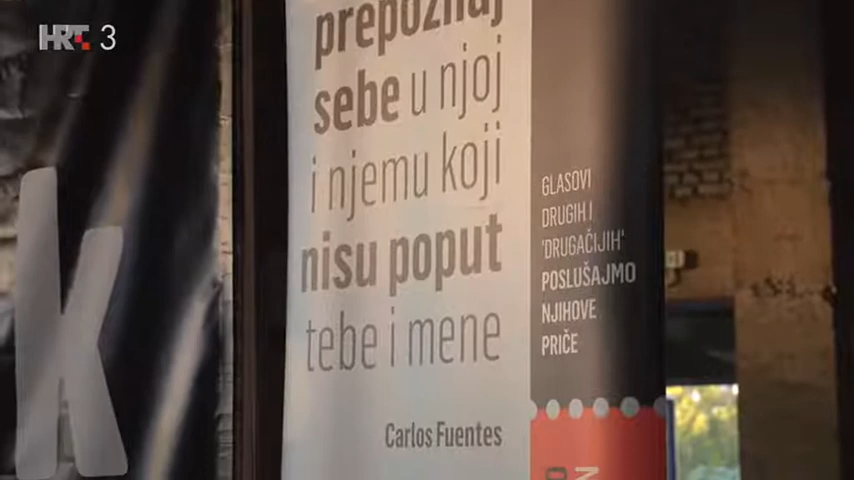 HRT 3
prepoznaj
sebe u njoj
i njemu koji
nisu poput
tebe i mene
Carlos Fuentes
GLASOVI
DRUGIH I
'DRUGAČIJIH'
POSLUŠAJMO
NJIHOVE
PRIČE
k